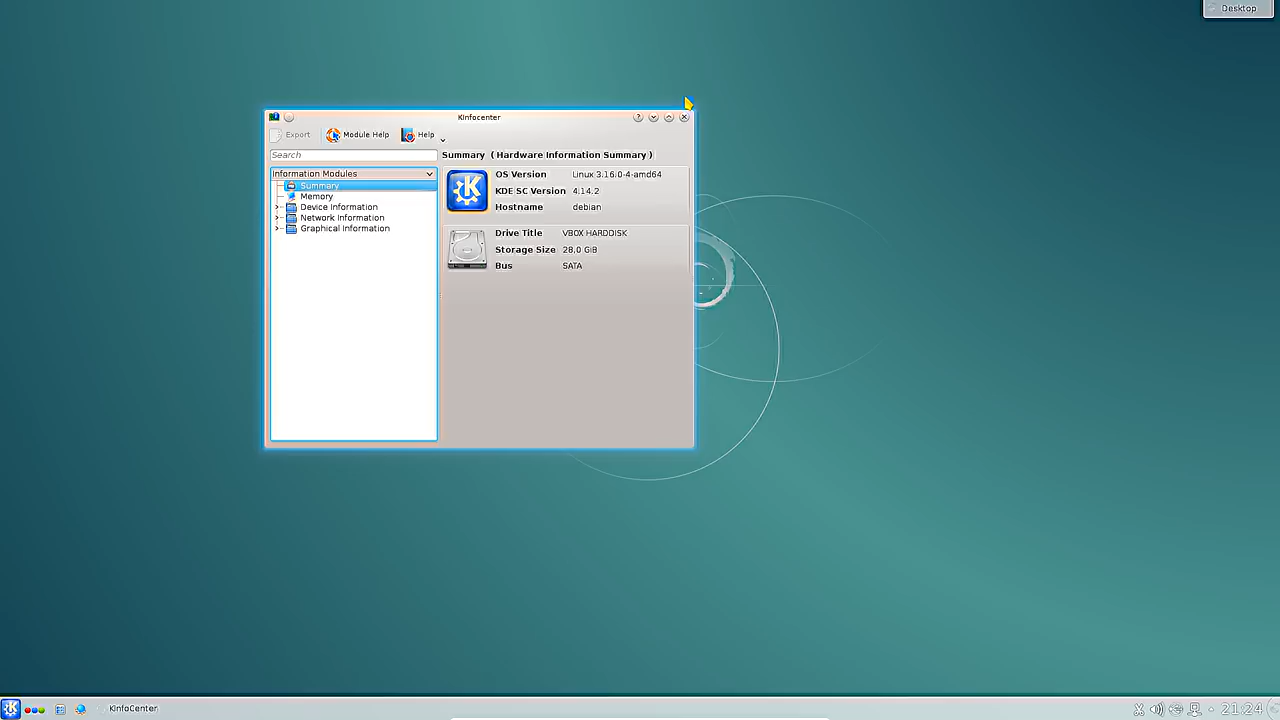 Desktop
KInfocenter
Export Module Help Help
Search
Summary ( Hardware Information Summary )
Information Modules
Summary
Memory
Device Information
Network Information
Graphical Information
OS Version Linux 3.16.0-4-amd64
KDE SC Version 4.14.2
Hostname debian
Drive Title VBOX HARDDISK
Storage Size 28.0 GiB
Bus SATA
KInfoCenter
21:24